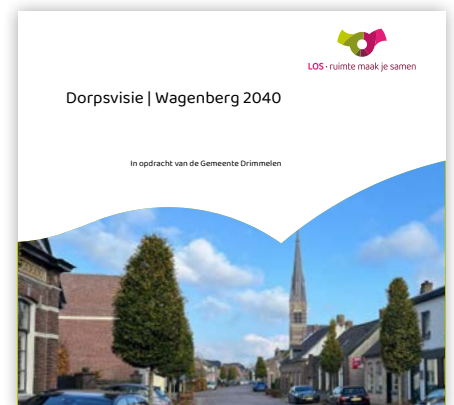 LOS · ruimte maak je samen
Dorpsvisie | Wagenberg 2040
In opdracht van de Gemeente Drimmelen